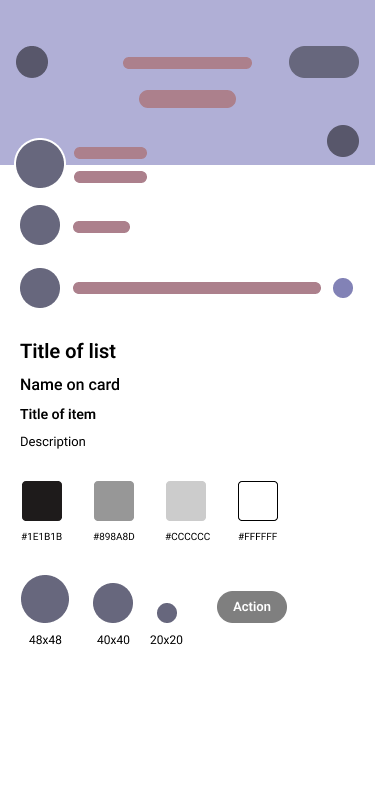 Title of list
Name on card
Title of item
Description
#1E1B1B #898A8D #CCCCCC #FFFFFF
Action
48x48 40x40 20x20